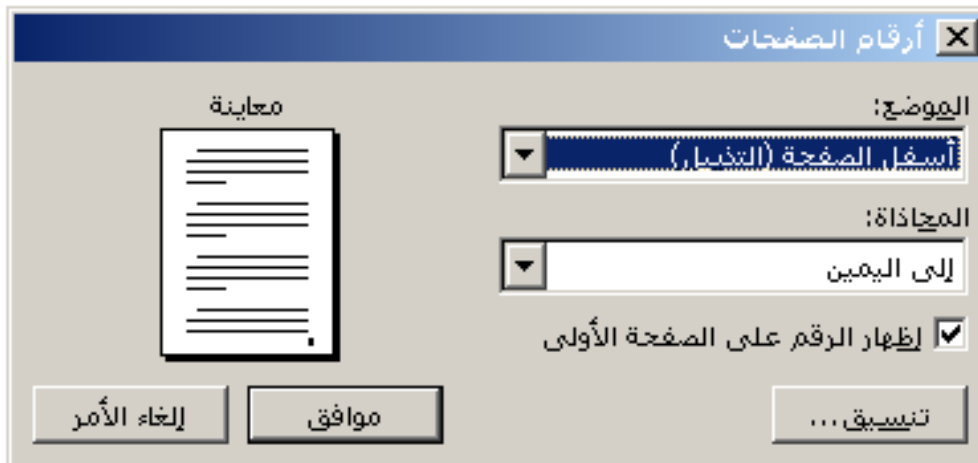 أرقام الصفحات
الموضع:
أسفل الصفحة (التذييل)
المحاذاة:
إلى اليمين
إظهار الرقم على الصفحة الأولى
معاينة
تنسيق...
موافق
إلغاء الأمر